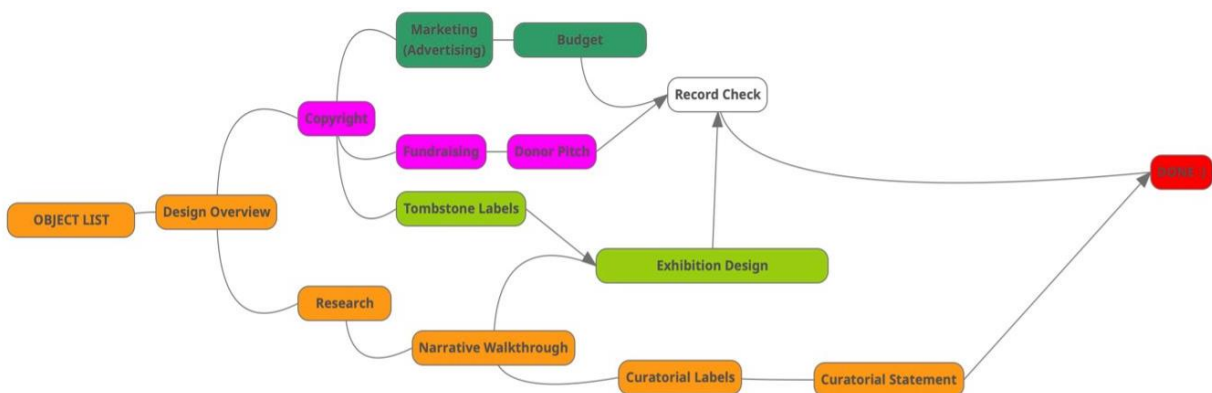 Marketing
(Advertising)
Budget
Record Check
Copyright
Fundraising
Donor Pitch
Tombstone Labels
OBJECT LIST
Design Overview
Exhibition Design
Research
Narrative Walkthrough
Curatorial Labels
Curatorial Statement